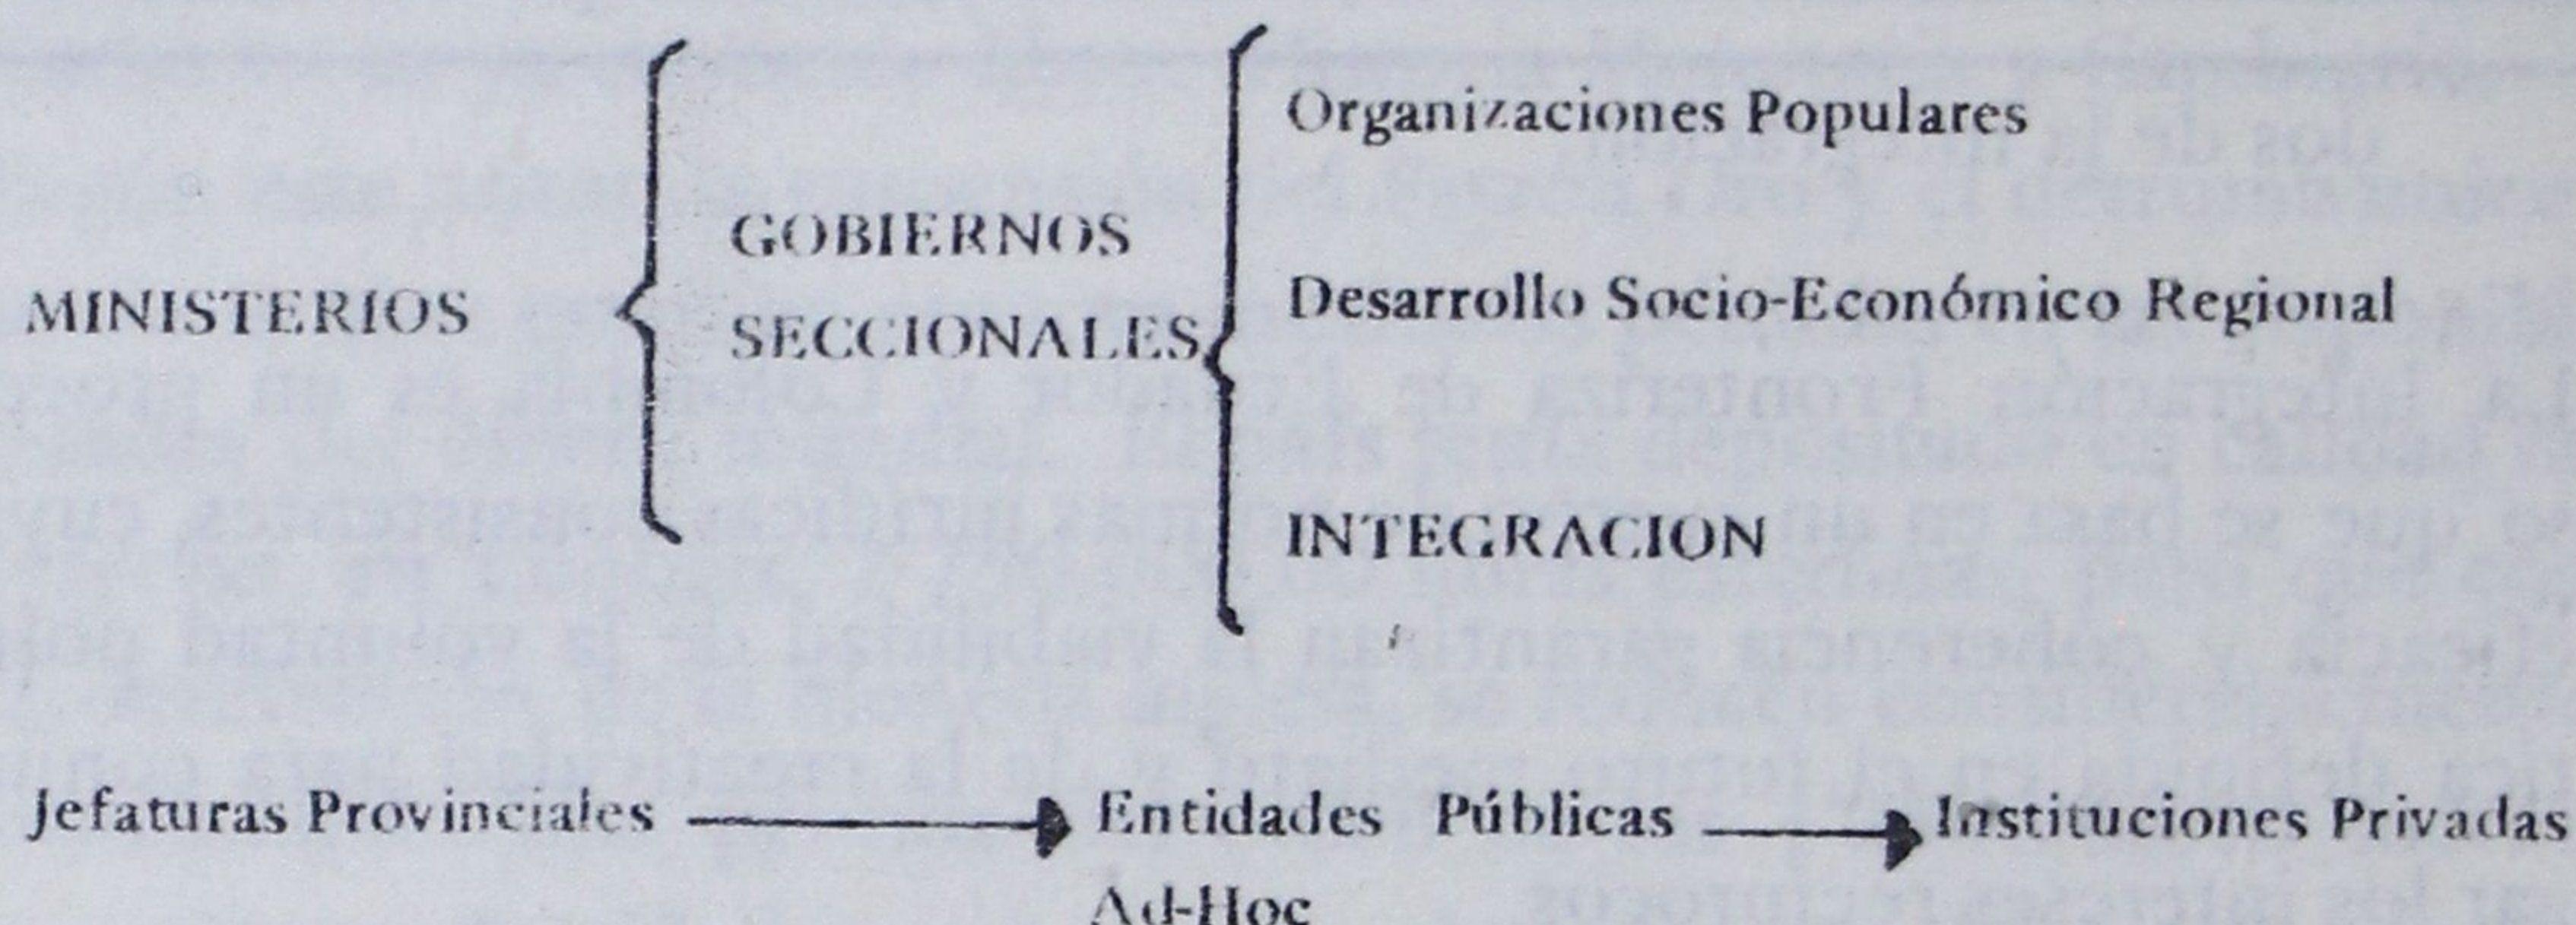 Organizaciones Populares
GOBIERNOS
MINISTERIOS
SECCIONALES
Desarrollo Socio-Económico Regional
INTEGRACION
Jefaturas Provinciales Entidades Públicas Instituciones Privadas
Ad-Hoc